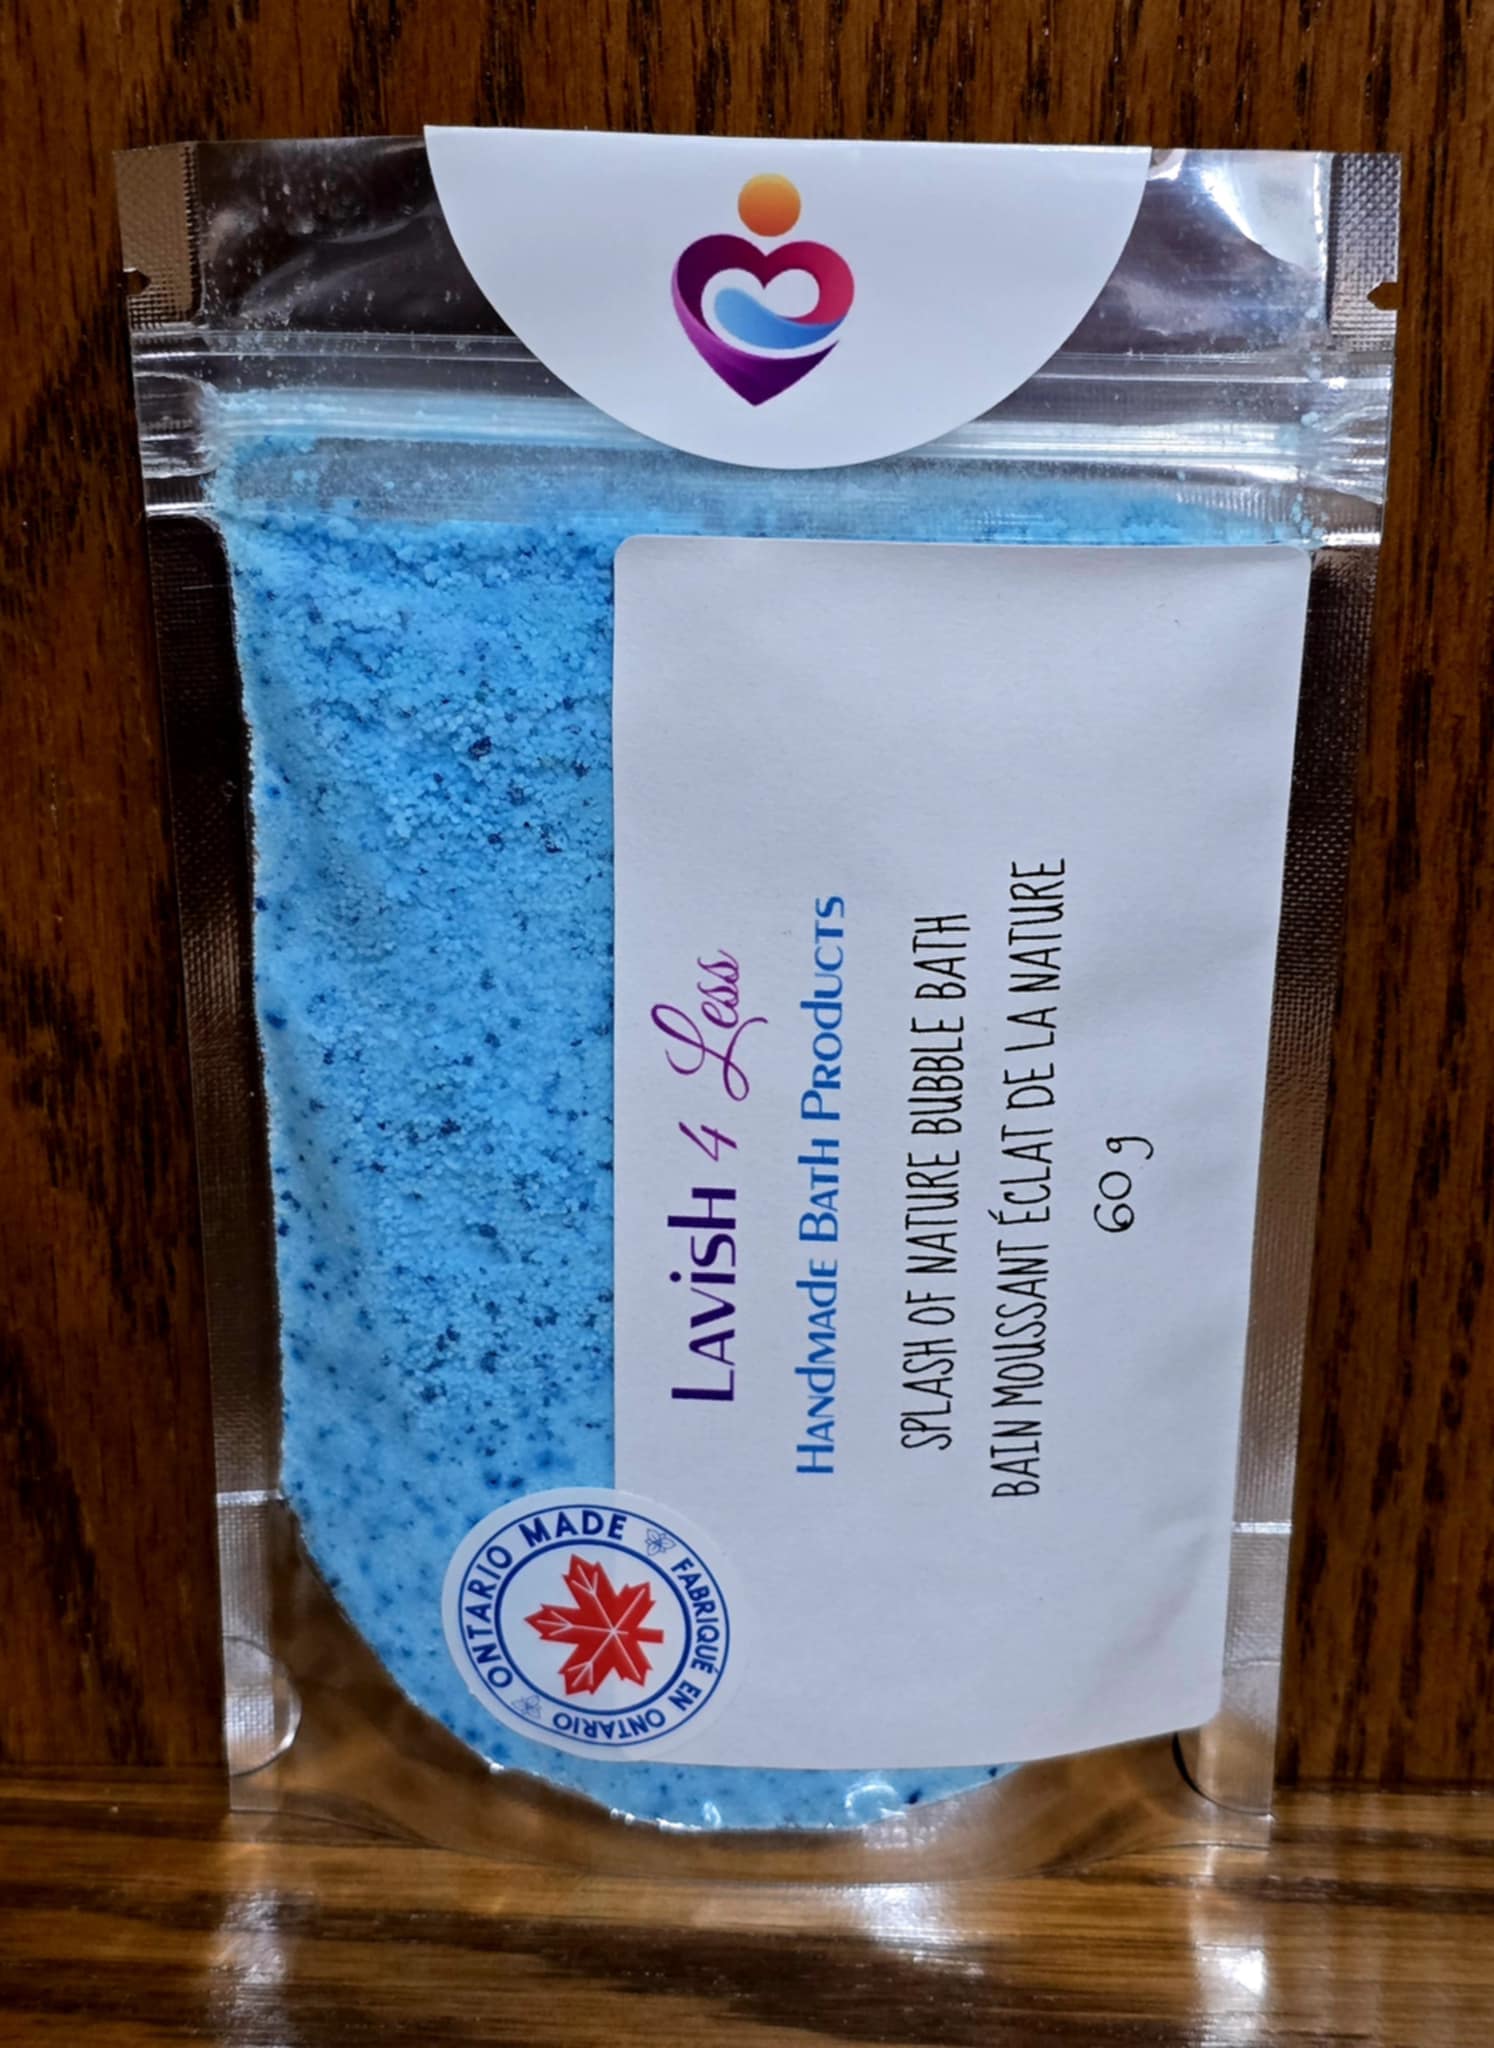 Lavish 4 Less
Handmade Bath Products
SPLASH OF NATURE BUBBLE BATH
BAIN MOUSSANT ÉCLAT DE LA NATURE
60 g
ONTARIO MADE
FABRIQUÉ EN ONTARIO